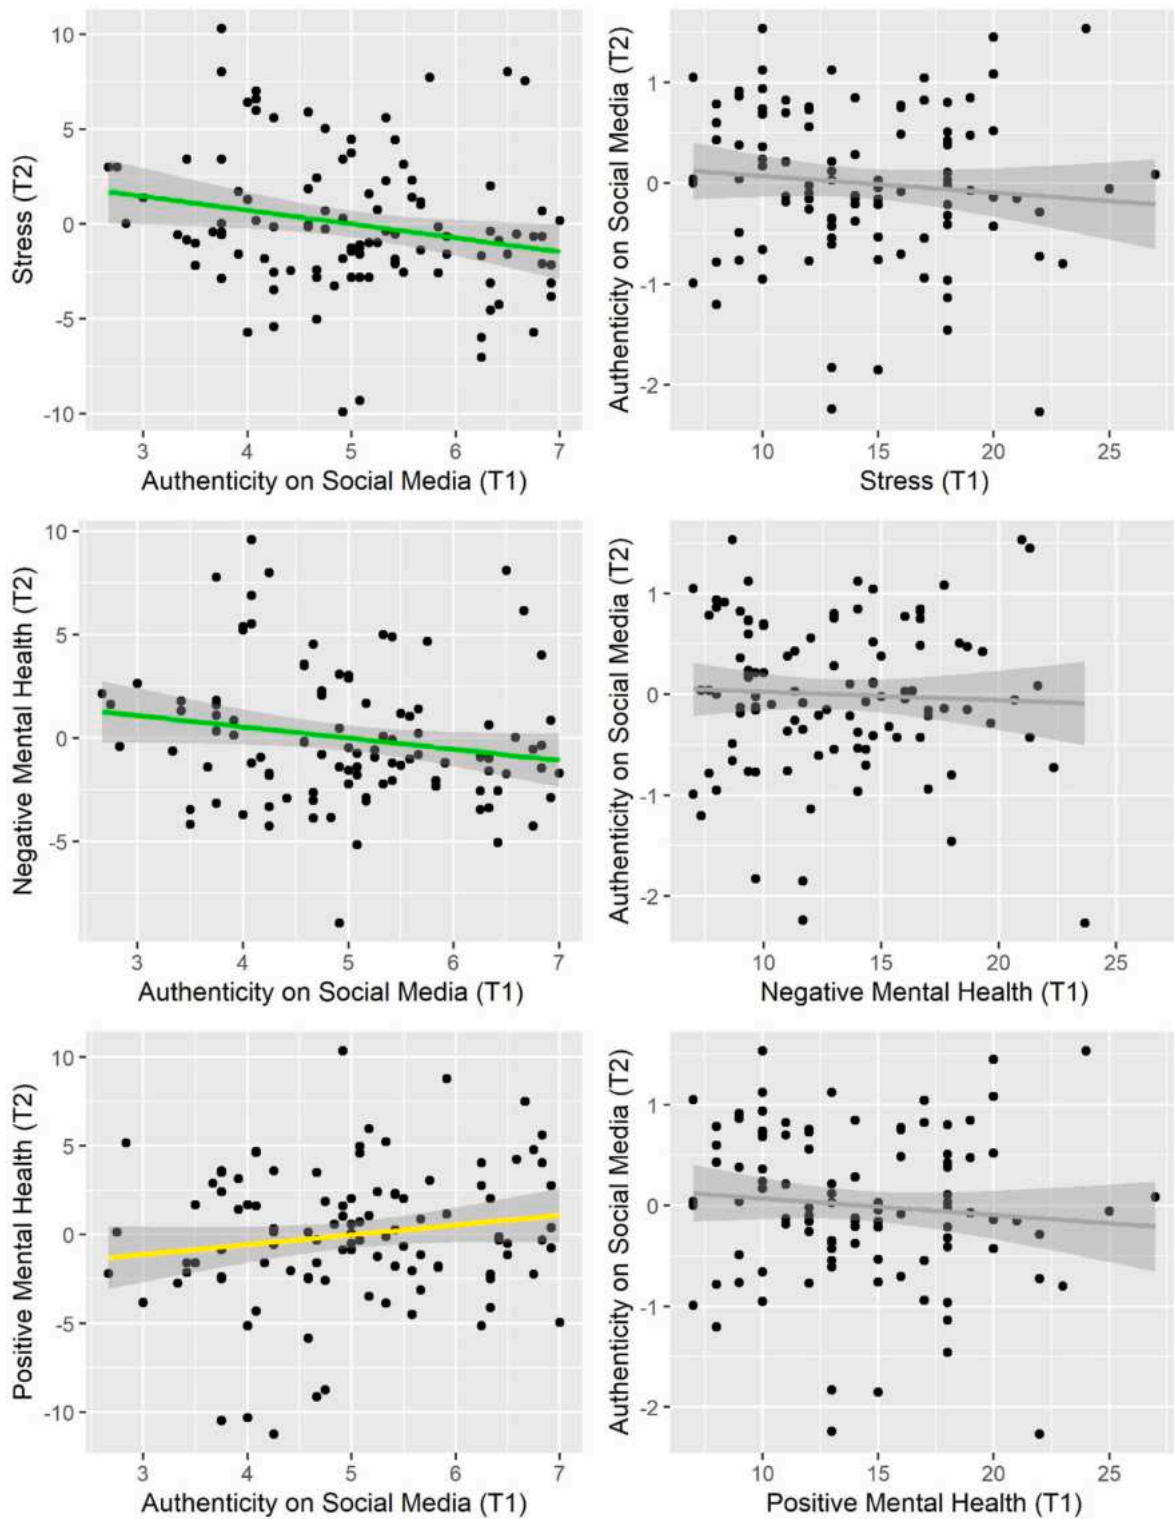 10
5
0
-5
-10
Stress (T2)
3 4 5 6 7
Authenticity on Social Media (T1)
1
0
-1
-2
Authenticity on Social Media (T2)
10 15 20 25
Stress (T1)
10
5
0
-5
Negative Mental Health (T2)
3 4 5 6 7
Authenticity on Social Media (T1)
1
0
-1
-2
Authenticity on Social Media (T2)
10 15 20 25
Negative Mental Health (T1)
10
5
0
-5
-10
Positive Mental Health (T2)
3 4 5 6 7
Authenticity on Social Media (T1)
1
0
-1
-2
Authenticity on Social Media (T2)
10 15 20 25
Positive Mental Health (T1)